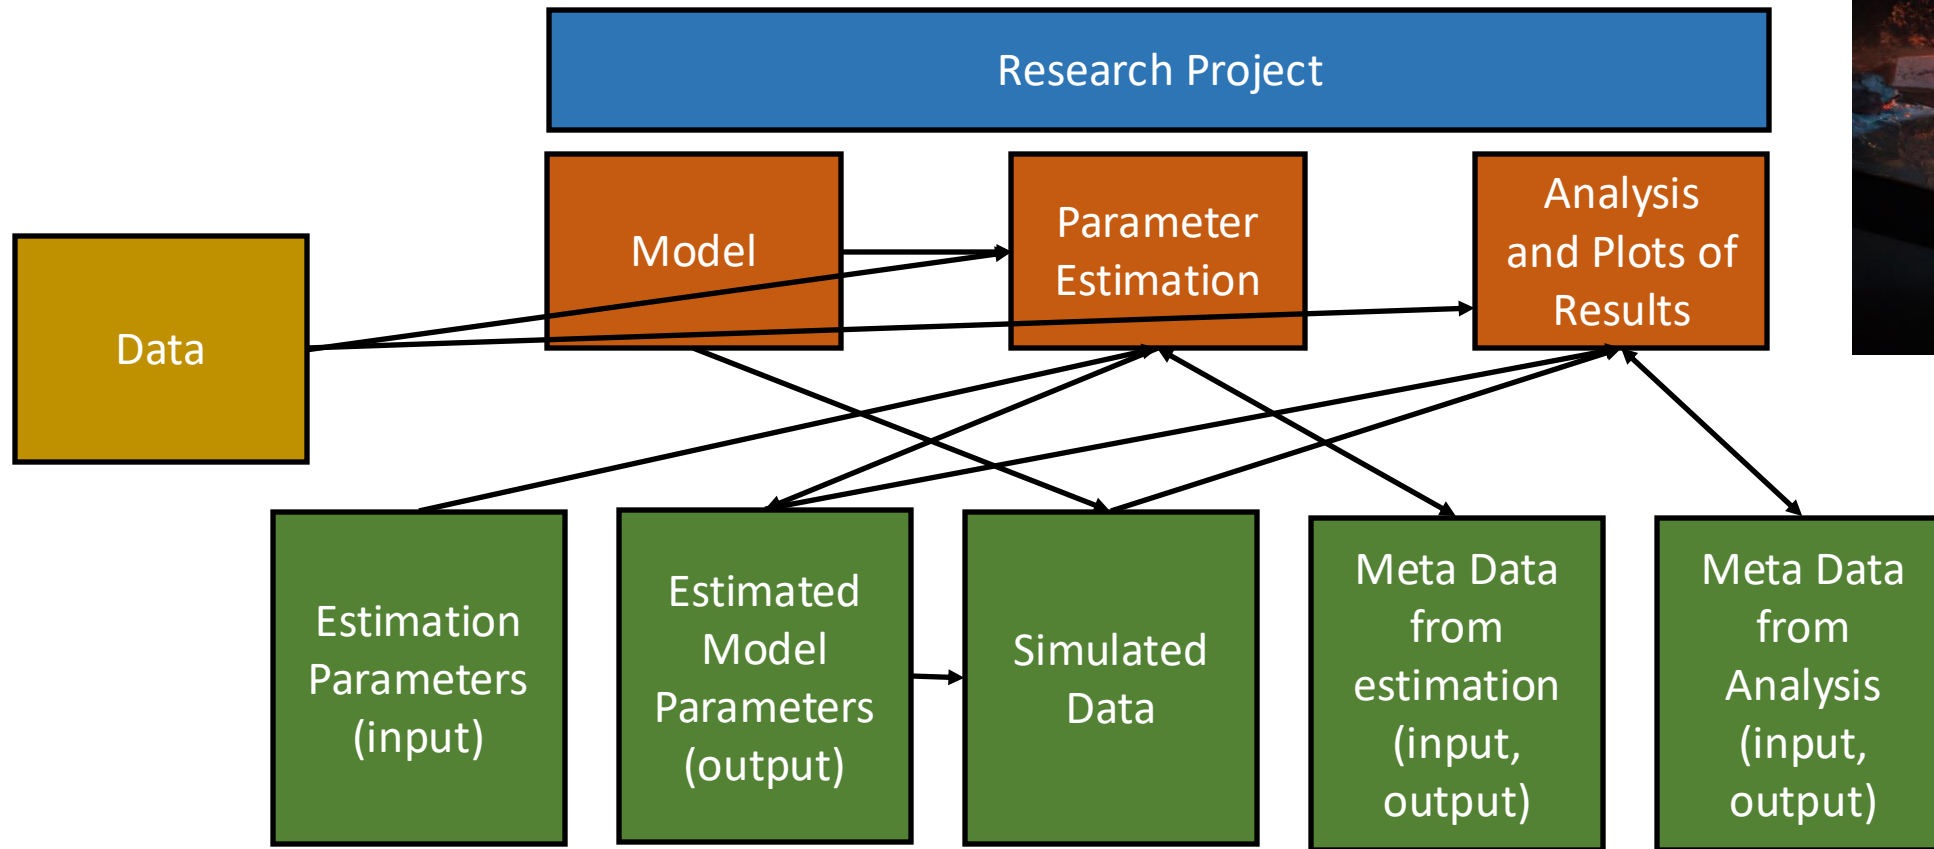 Research Project
Model
Parameter
Estimation
Analysis
and Plots of
Results
Data
Estimation
Parameters
(input)
Estimated
Model
Parameters
(output)
Simulated
Data
Meta Data
from
estimation
(input,
output)
Meta Data
from
Analysis
(input,
output)